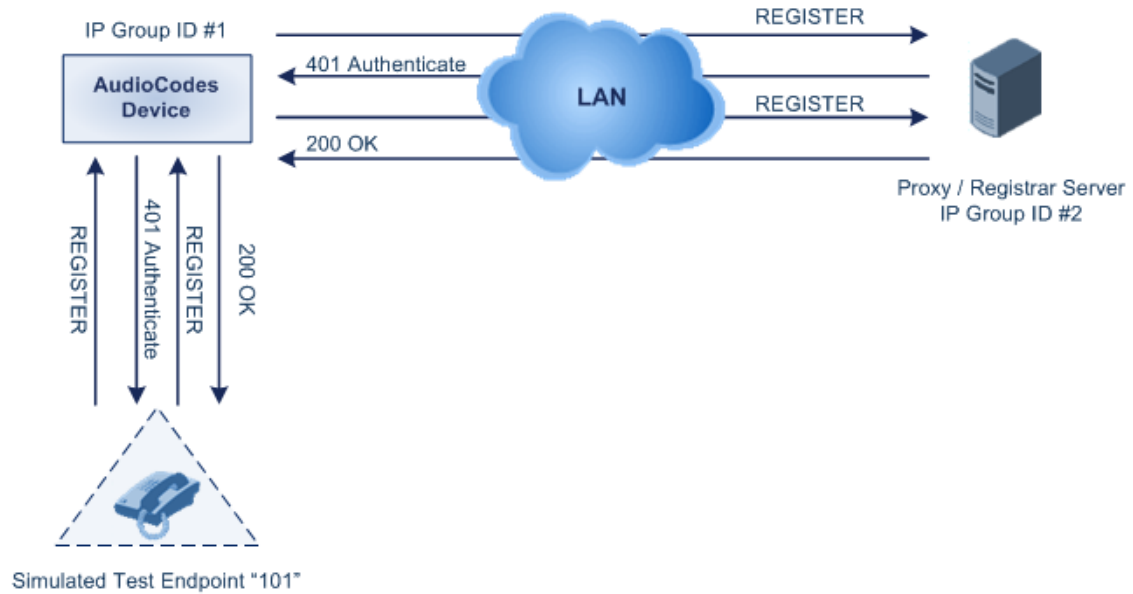 IP Group ID #1
REGISTER
AudioCodes
Device
401 Authenticate
LAN
REGISTER
200 OK
Proxy / Registrar Server
IP Group ID #2
REGISTER
401 Authenticate
REGISTER
200 OK
Simulated Test Endpoint “101”